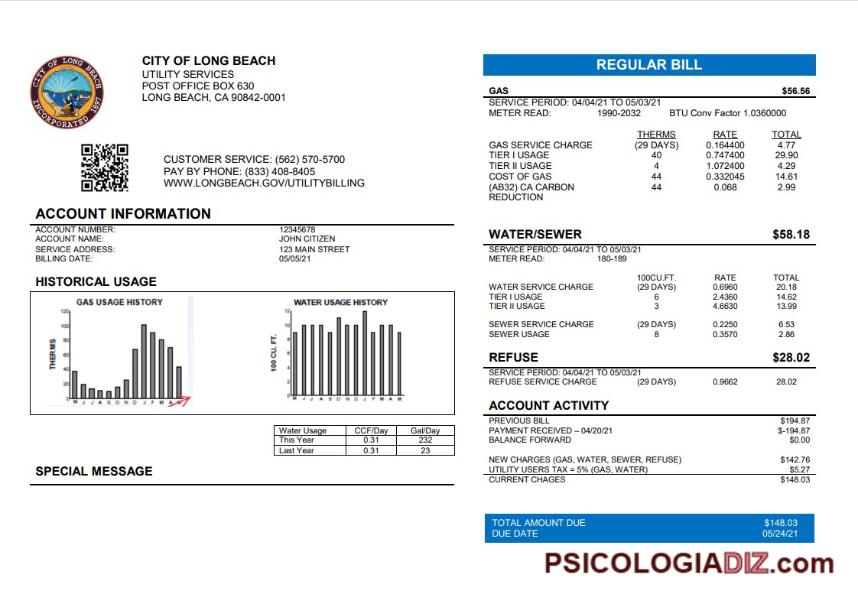 CITY OF LONG BEACH
INCORPORATED 1897
CITY OF LONG BEACH
UTILITY SERVICES
POST OFFICE BOX 630
LONG BEACH, CA 90842-0001
CUSTOMER SERVICE: (562) 570-5700
PAY BY PHONE: (833) 408-8405
WWW.LONGBEACH.GOV/UTILITYBILLING
ACCOUNT INFORMATION
ACCOUNT NUMBER: 12345678
ACCOUNT NAME: JOHN CITIZEN
SERVICE ADDRESS: 123 MAIN STREET
BILLING DATE: 05/05/21
HISTORICAL USAGE
GAS USAGE HISTORY
THERMS
120
100
80
60
40
20
0
M J J A S O N D J F M A M
WATER USAGE HISTORY
100 CU. FT.
12
10
8
6
4
2
0
M J J A S O N D J F M A M
Water Usage CCF/Day Gal/Day
This Year 0.31 232
Last Year 0.31 23
SPECIAL MESSAGE
REGULAR BILL
GAS $56.56
SERVICE PERIOD: 04/04/21 TO 05/03/21
METER READ: 1990-2032 BTU Conv Factor 1.0360000
THERMS RATE TOTAL
GAS SERVICE CHARGE (29 DAYS) 0.164400 4.77
TIER I USAGE 40 0.747400 29.90
TIER II USAGE 4 1.072400 4.29
COST OF GAS 44 0.332045 14.61
(AB32) CA CARBON 44 0.068 2.99
REDUCTION
WATER/SEWER $58.18
SERVICE PERIOD: 04/04/21 TO 05/03/21
METER READ: 180-189
100CU.FT. RATE TOTAL
WATER SERVICE CHARGE (29 DAYS) 0.6960 20.18
TIER I USAGE 6 2.4360 14.62
TIER II USAGE 3 4.6630 13.99
SEWER SERVICE CHARGE (29 DAYS) 0.2250 6.53
SEWER USAGE 8 0.3570 2.86
REFUSE $28.02
SERVICE PERIOD: 04/04/21 TO 05/03/21
REFUSE SERVICE CHARGE (29 DAYS) 0.9662 28.02
ACCOUNT ACTIVITY
PREVIOUS BILL $194.87
PAYMENT RECEIVED – 04/20/21 $-194.87
BALANCE FORWARD $0.00
NEW CHARGES (GAS, WATER, SEWER, REFUSE) $142.76
UTILITY USERS TAX = 5% (GAS, WATER) $5.27
CURRENT CHAGES $148.03
TOTAL AMOUNT DUE $148.03
DUE DATE 05/24/21
PSICOLOGIADIZ.com